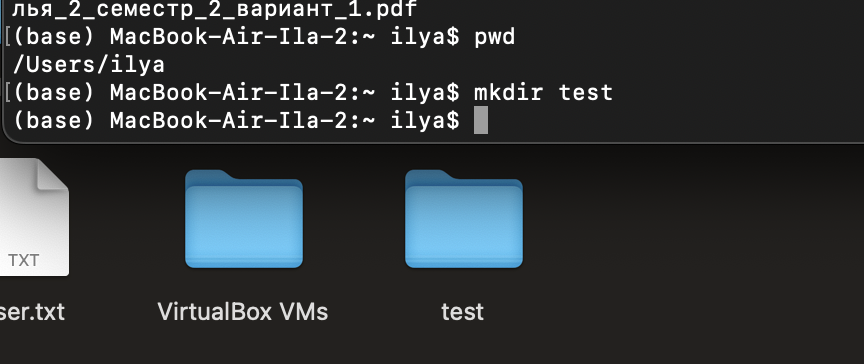 лья_2_семестр_2_вариант_1.pdf
[(base) MacBook-Air-Ila-2:~ ilya$ pwd
/Users/ilya
[(base) MacBook-Air-Ila-2:~ ilya$ mkdir test
(base) MacBook-Air-Ila-2:~ ilya$
TXT
ser.txt
VirtualBox VMs
test